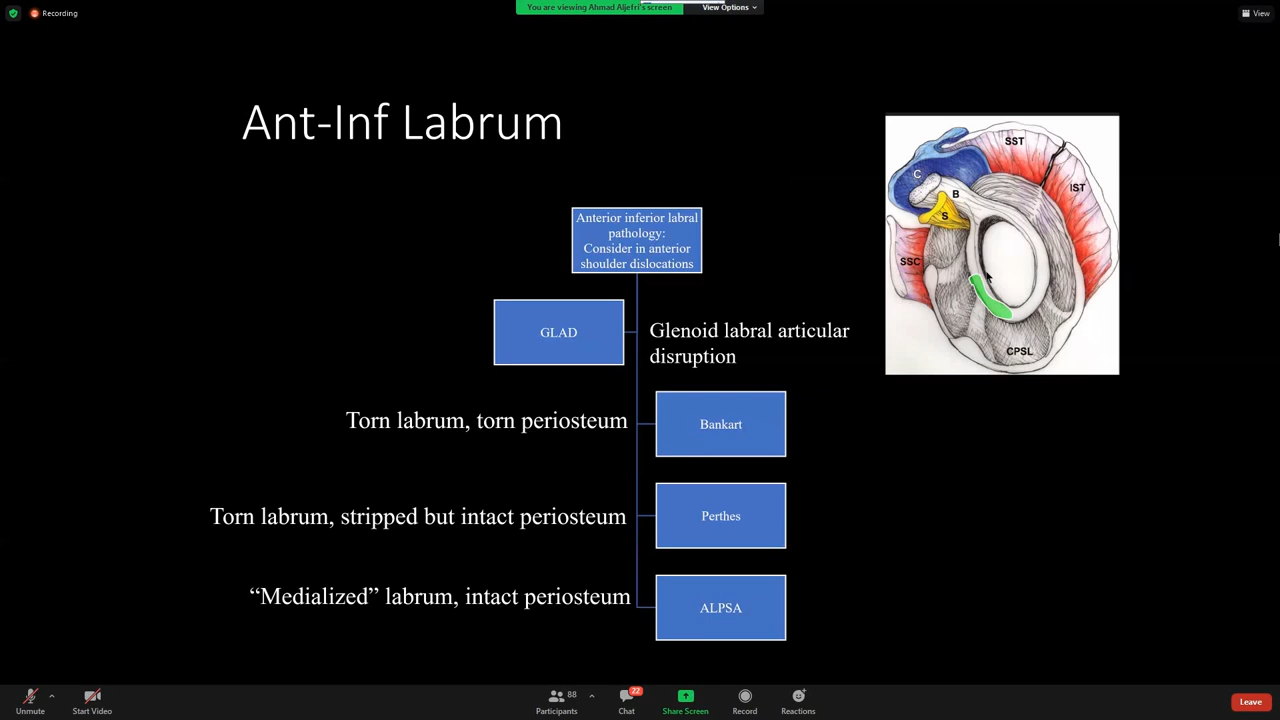 Recording
You are viewing Ahmad Aljefri's screen
View Options
View
Ant-Inf Labrum
Anterior inferior labral
pathology:
Consider in anterior
shoulder dislocations
GLAD
Glenoid labral articular
disruption
Torn labrum, torn periosteum
Bankart
Torn labrum, stripped but intact periosteum
Perthes
“Medialized” labrum, intact periosteum
ALPSA
SST
C
IST
B
S
SSC
CPSL
Unmute
Start Video
88
Participants
22
Chat
Share Screen
Record
Reactions
Leave